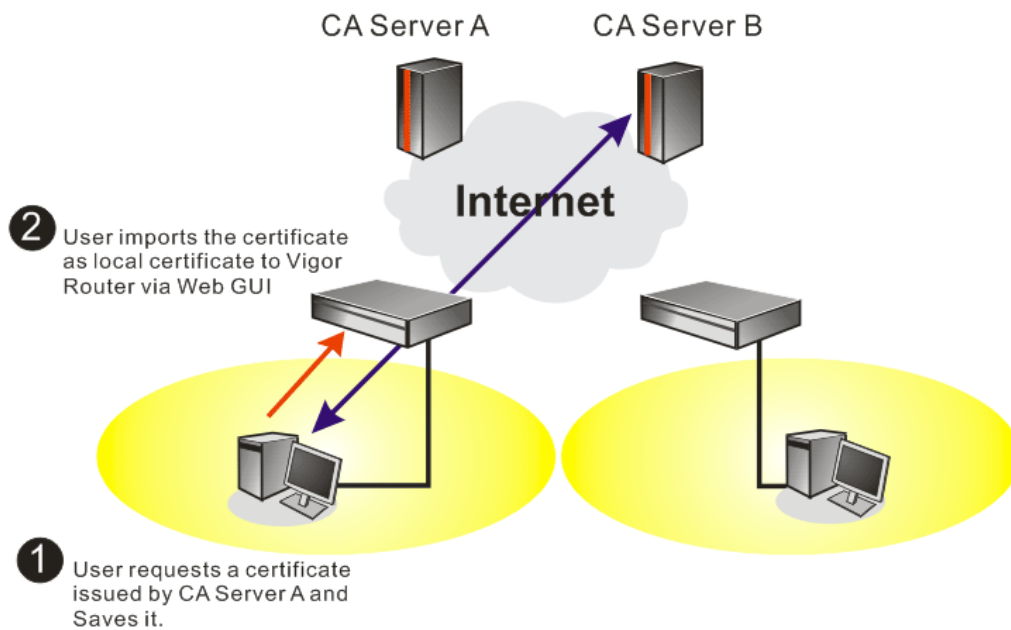 CA Server A
CA Server B
Internet
2
User imports the certificate
as local certificate to Vigor
Router via Web GUI
1
User requests a certificate
issued by CA Server A and
Saves it.